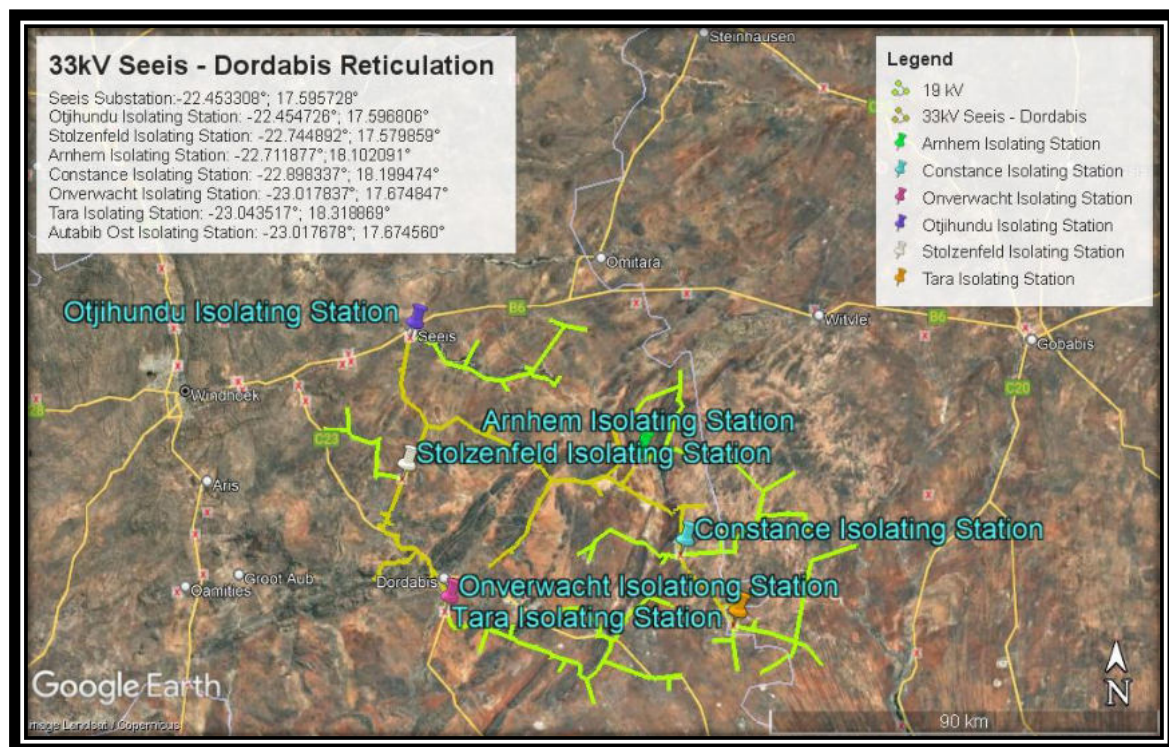 33kV Seeis - Dordabis Reticulation
Seeis Substation:-22.453308°; 17.595728°
Otjihundu Isolating Station: -22.454726°; 17.596806°
Stolzenfeld Isolating Station: -22.744892°; 17.579859°
Arnhem Isolating Station: -22.711877°;18.102091°
Constance Isolating Station: -22.898337°; 18.199474°
Onverwacht Isolating Station: -23.017837°; 17.674847°
Tara Isolating Station: -23.043517°; 18.318869°
Autabib Ost Isolating Station: -23.017678°; 17.674560°
Legend
19 kV
33kV Seeis - Dordabis
Arnhem Isolating Station
Constance Isolating Station
Onverwacht Isolating Station
Otjihundu Isolating Station
Stolzenfeld Isolating Station
Tara Isolating Station
Steinhausen
Omitara
Otjihundu Isolating Station
B6
Witvlei
B6
Seeis
Gobabis
Windhoek
C20
28
Arnhem Isolating Station
C23
Stolzenfeld Isolating Station
Aris
Constance Isolating Station
Groot Aub
Dordabis
Onverwacht Isolationg Station
Oamities
Tara Isolating Station
Google Earth
Image Landsat / Copernicus
N
90 km